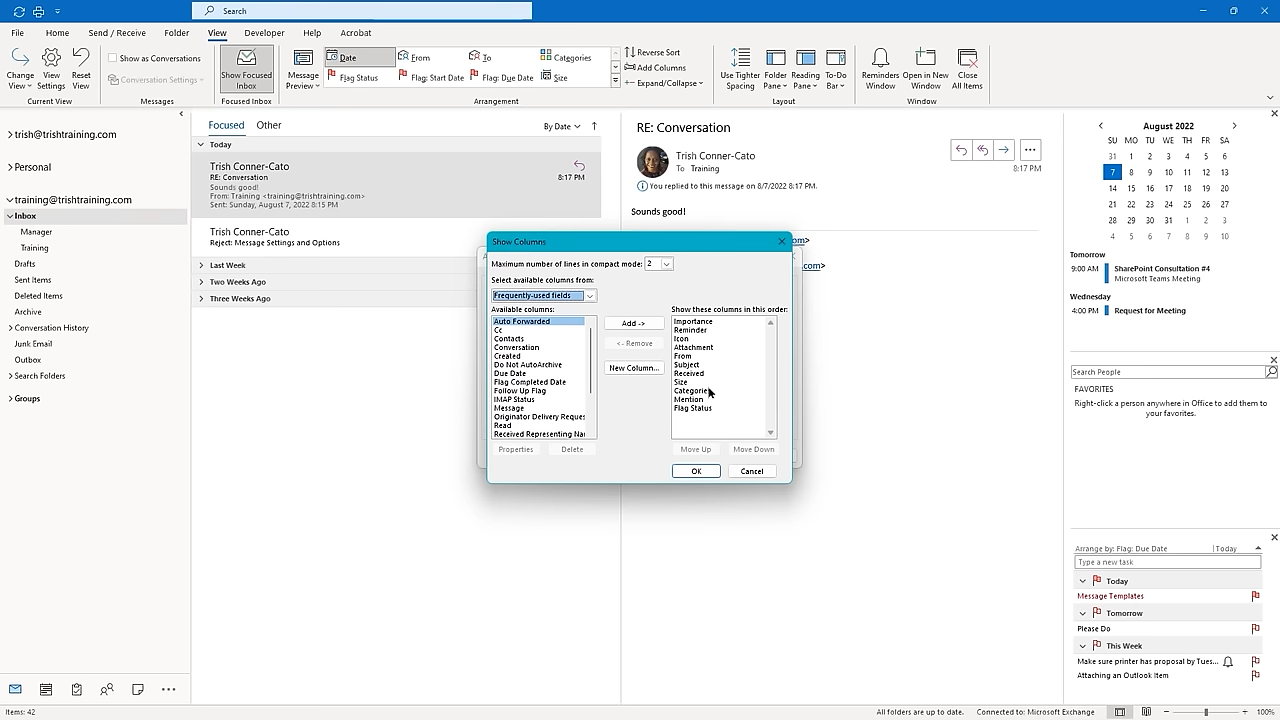 Search
File Home Send / Receive Folder View Developer Help Acrobat
Change View
View Settings
Reset View
Current View
Show as Conversations
Conversation Settings
Messages
Show Focused Inbox
Focused Inbox
Message Preview
Date From To Categories
Flag Status Flag: Start Date Flag: Due Date Size
Reverse Sort
Add Columns
Expand/Collapse
Arrangement
Use Tighter Spacing
Folder Pane
Reading Pane
To-Do Bar
Layout
Reminders Window
Open in New Window
Close All Items
Window
trish@trishtraining.com
Personal
training@trishtraining.com
Inbox
Manager
Training
Drafts
Sent Items
Deleted Items
Archive
Conversation History
Junk Email
Outbox
Search Folders
Groups
Focused Other By Date
Today
Trish Conner-Cato
RE: Conversation 8:17 PM
Sounds good!
From: Training <training@trishtraining.com>
Sent: Sunday, August 7, 2022 8:15 PM
Trish Conner-Cato
Reject: Message Settings and Options
Last Week
Two Weeks Ago
Three Weeks Ago
RE: Conversation
Trish Conner-Cato
To Training
8:17 PM
You replied to this message on 8/7/2022 8:17 PM.
Sounds good!
om>
.com>
Show Columns
Maximum number of lines in compact mode: 2
Select available columns from:
Frequently-used fields
Available columns:
Auto Forwarded
Cc
Contacts
Conversation
Created
Do Not AutoArchive
Due Date
Flag Completed Date
Follow Up Flag
IMAP Status
Message
Originator Delivery Reques
Read
Received Representing Na
Properties Delete
Add ->
<- Remove
New Column...
Show these columns in this order:
Importance
Reminder
Icon
Attachment
From
Subject
Received
Size
Categories
Mention
Flag Status
Move Up Move Down
OK Cancel
August 2022
SU MO TU WE TH FR SA
31 1 2 3 4 5 6
7 8 9 10 11 12 13
14 15 16 17 18 19 20
21 22 23 24 25 26 27
28 29 30 31 1 2 3
4 5 6 7 8 9 10
Tomorrow
9:00 AM SharePoint Consultation #4
Microsoft Teams Meeting
Wednesday
4:00 PM Request for Meeting
Search People
FAVORITES
Right-click a person anywhere in Office to add them to
your favorites.
Arrange by: Flag: Due Date Today
Type a new task
Today
Message Templates
Tomorrow
Please Do
This Week
Make sure printer has proposal by Tues...
Attaching an Outlook Item
Items: 42
All folders are up to date. Connected to: Microsoft Exchange 100%